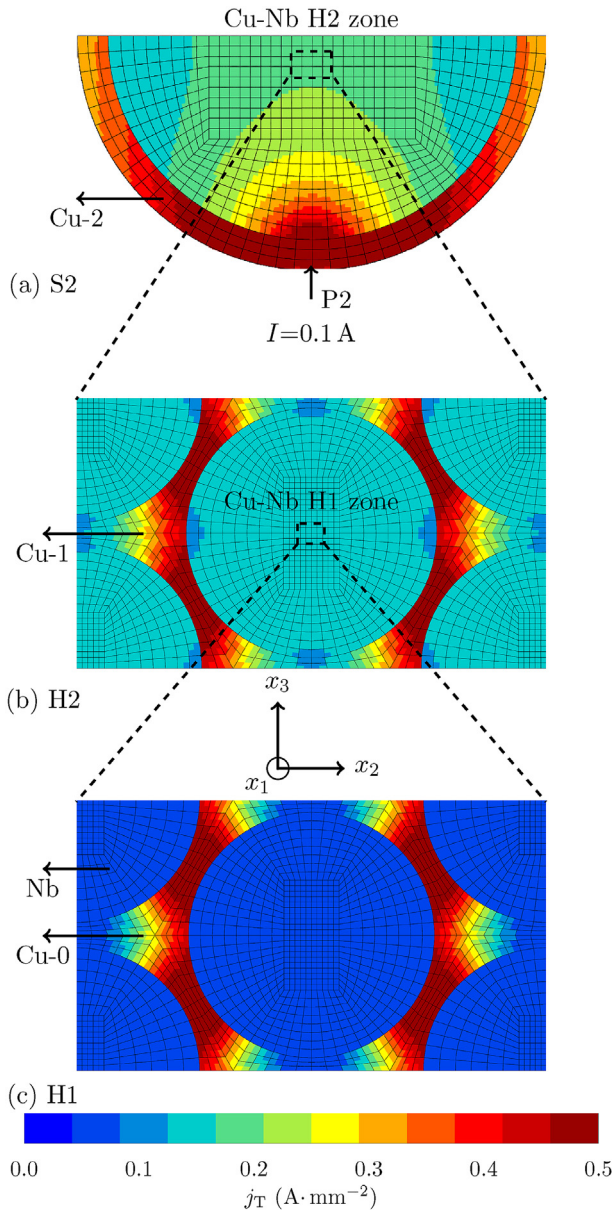 Cu-Nb H2 zone
Cu-2
(a) S2
P2
I=0.1 A
Cu-Nb H1 zone
Cu-1
(b) H2
x₃
x₁
x₂
Nb
Cu-0
(c) H1
0.0 0.1 0.2 0.3 0.4 0.5
j_T (A·mm⁻²)